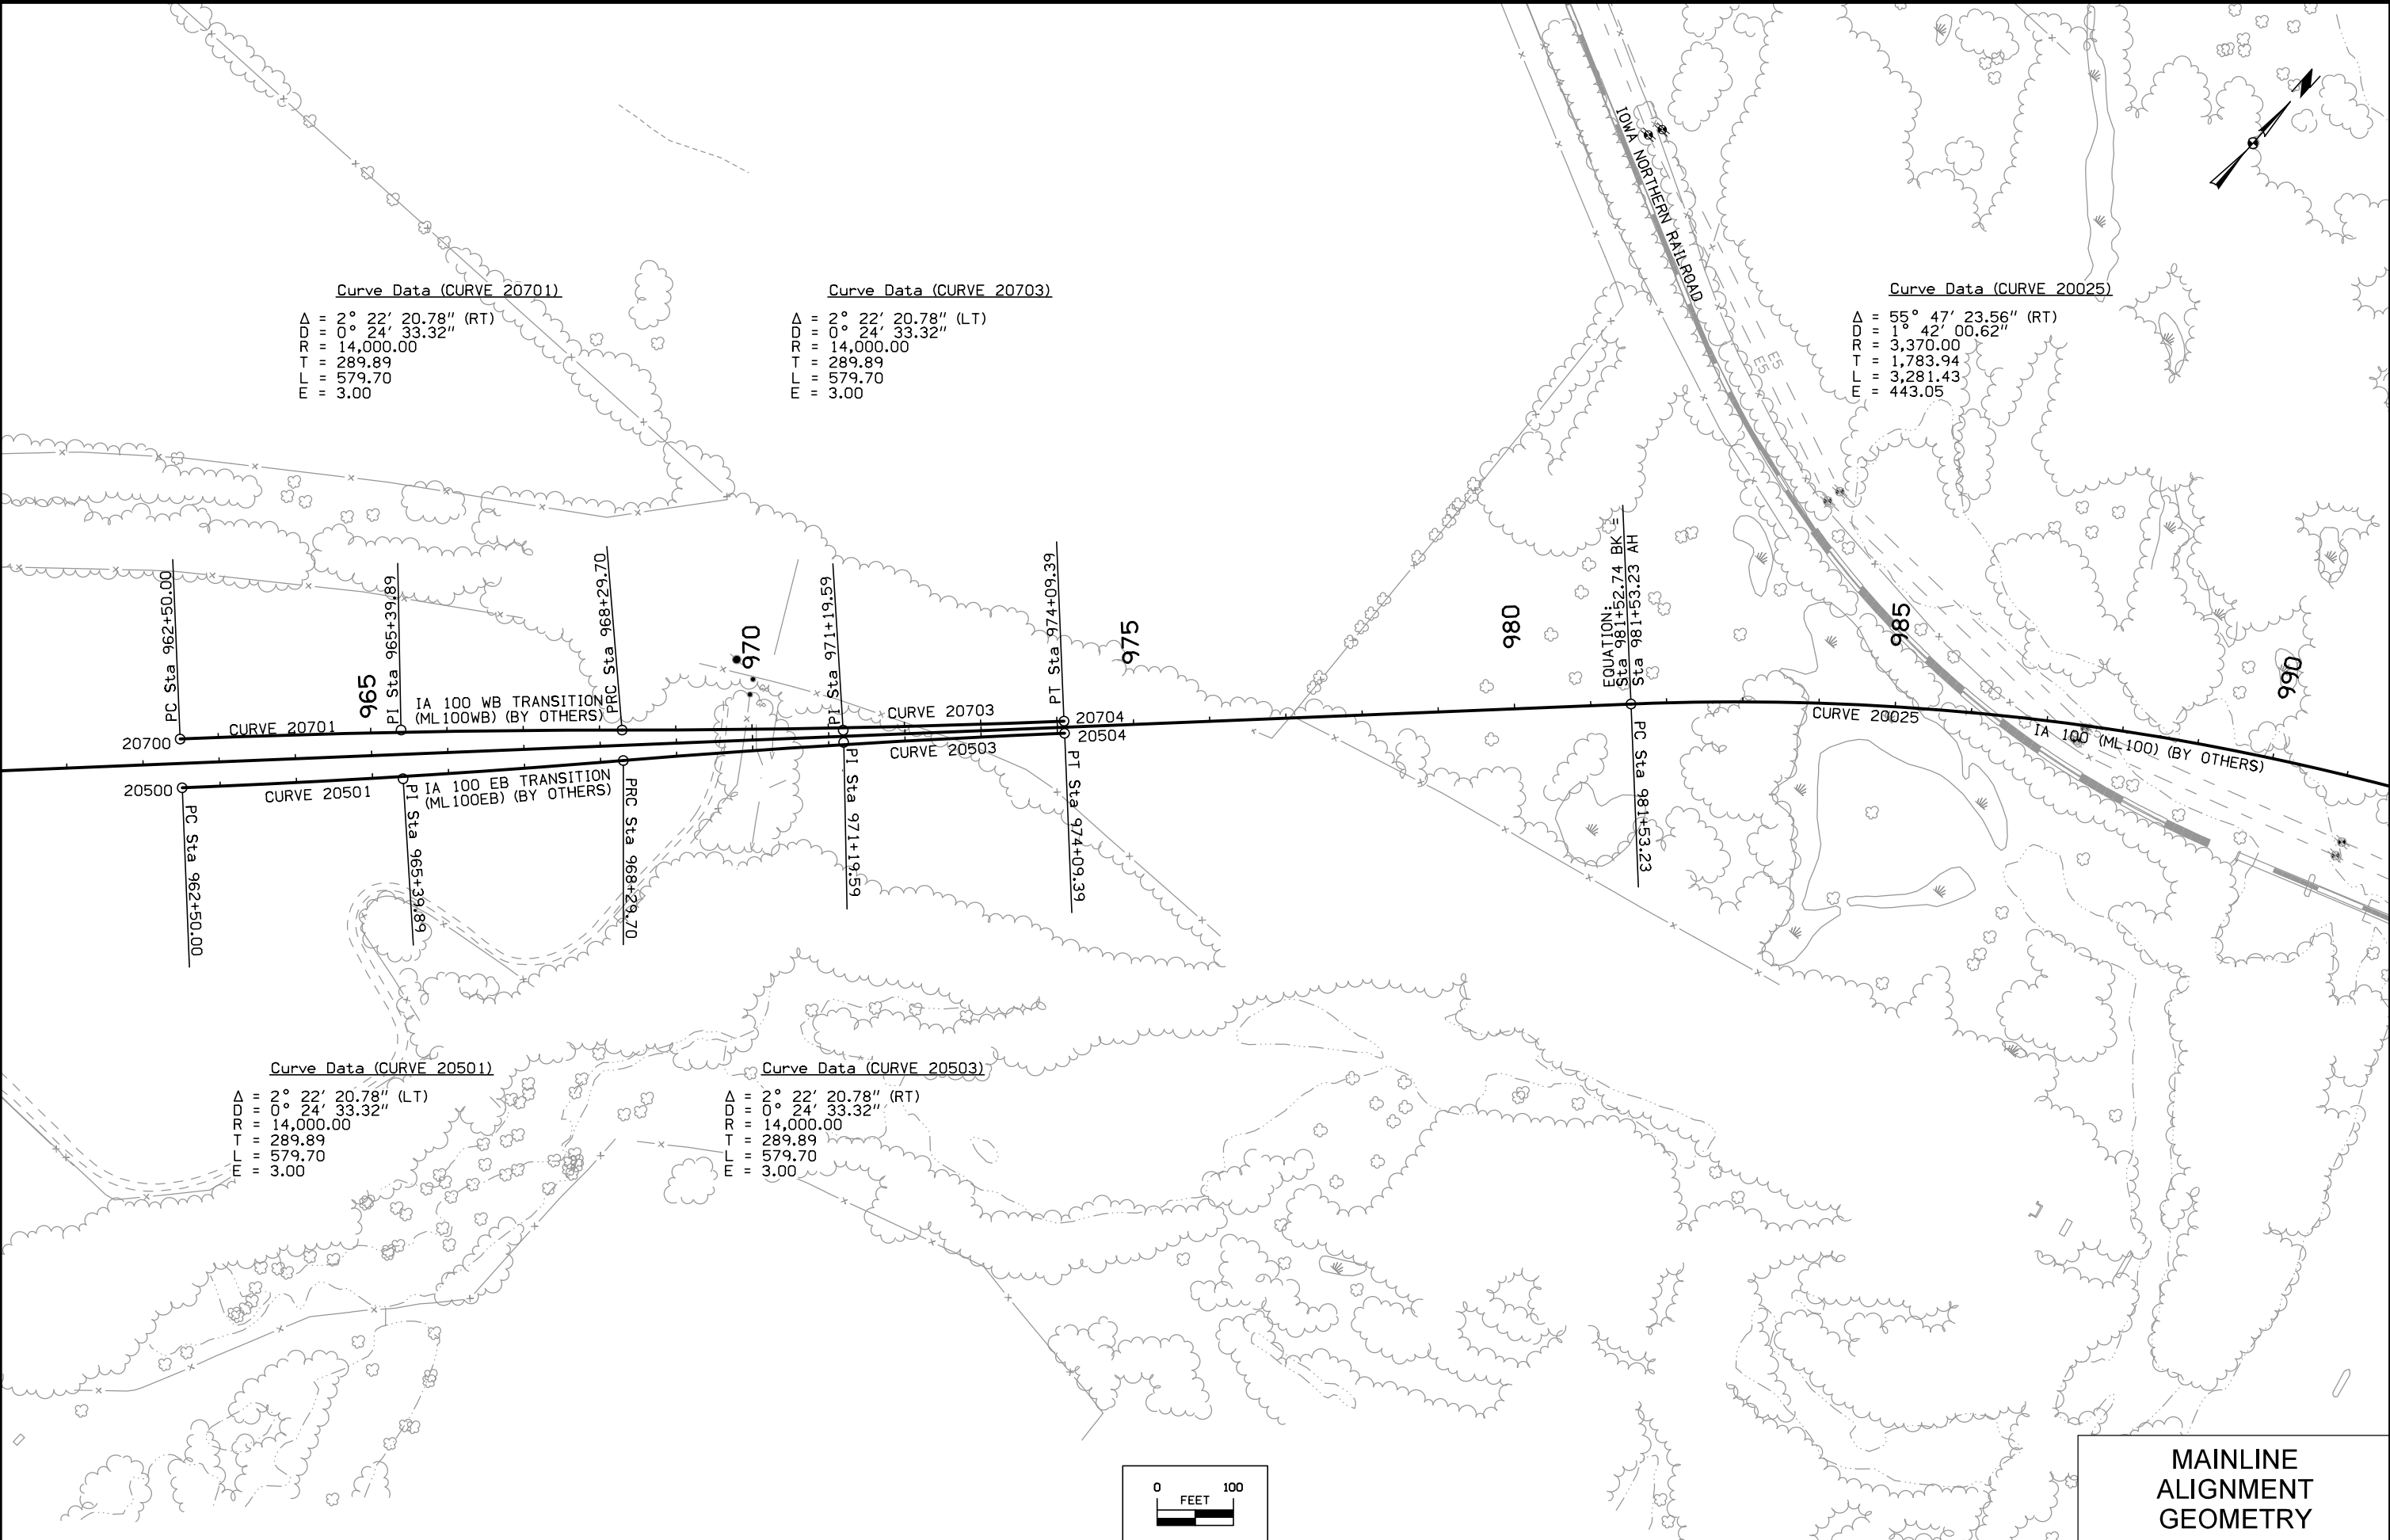 IOWA NORTHERN RAILROAD
E5
E5
Curve Data (CURVE 20701)
Δ = 2° 22' 20.78" (RT)
D = 0° 24' 33.32"
R = 14,000.00
T = 289.89
L = 579.70
E = 3.00
Curve Data (CURVE 20703)
Δ = 2° 22' 20.78" (LT)
D = 0° 24' 33.32"
R = 14,000.00
T = 289.89
L = 579.70
E = 3.00
Curve Data (CURVE 20025)
Δ = 55° 47' 23.56" (RT)
D = 1° 42' 00.62"
R = 3,370.00
T = 1,783.94
L = 3,281.43
E = 443.05
PC Sta 962+50.00
965
PI Sta 965+39.89
PRC Sta 968+29.70
970
PI Sta 971+19.59
PT Sta 974+09.39
975
980
EQUATION:
Sta 981+52.74 BK =
Sta 981+53.23 AH
985
990
20700
CURVE 20701
IA 100 WB TRANSITION
(ML100WB) (BY OTHERS)
CURVE 20703
20704
20504
CURVE 20503
CURVE 20025
IA 100 (ML100) (BY OTHERS)
20500
CURVE 20501
IA 100 EB TRANSITION
(ML100EB) (BY OTHERS)
PC Sta 962+50.00
PI Sta 965+39.89
PRC Sta 968+29.70
PI Sta 971+19.59
PT Sta 974+09.39
PC Sta 981+53.23
Curve Data (CURVE 20501)
Δ = 2° 22' 20.78" (LT)
D = 0° 24' 33.32"
R = 14,000.00
T = 289.89
L = 579.70
E = 3.00
Curve Data (CURVE 20503)
Δ = 2° 22' 20.78" (RT)
D = 0° 24' 33.32"
R = 14,000.00
T = 289.89
L = 579.70
E = 3.00
0 100
FEET
MAINLINE
ALIGNMENT
GEOMETRY